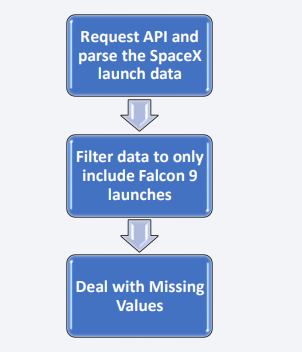 Request API and
parse the SpaceX
launch data
Filter data to only
include Falcon 9
launches
Deal with Missing
Values